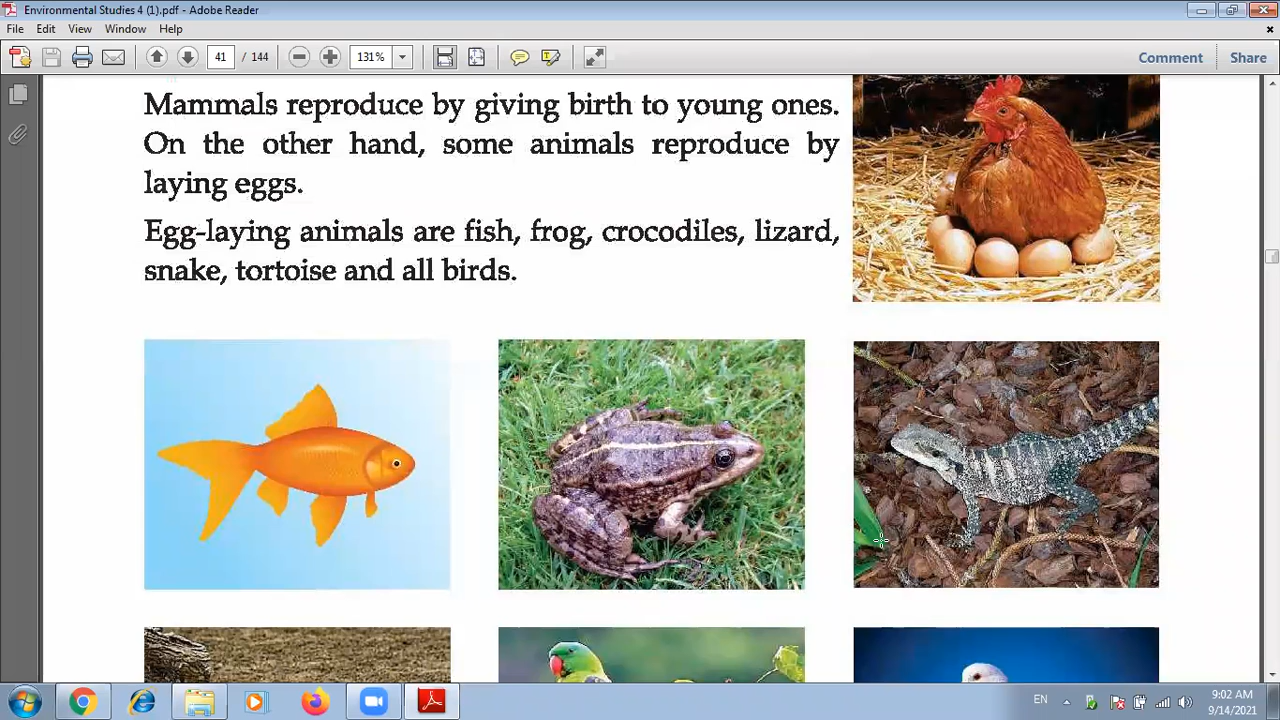 Environmental Studies 4 (1).pdf - Adobe Reader
File Edit View Window Help
41 / 144 131% Comment Share
Mammals reproduce by giving birth to young ones.
On the other hand, some animals reproduce by
laying eggs.
Egg-laying animals are fish, frog, crocodiles, lizard,
snake, tortoise and all birds.
EN 9:02 AM
9/14/2021